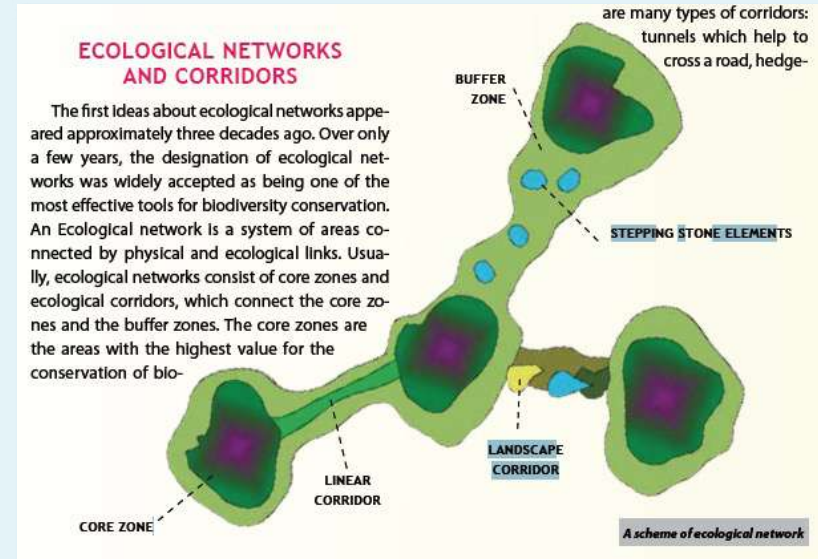 ECOLOGICAL NETWORKS
AND CORRIDORS
The first ideas about ecological networks appe-
ared approximately three decades ago. Over only
a few years, the designation of ecological net-
works was widely accepted as being one of the
most effective tools for biodiversity conservation.
An Ecological network is a system of areas co-
nnected by physical and ecological links. Usua-
lly, ecological networks consist of core zones and
ecological corridors, which connect the core zo-
nes and the buffer zones. The core zones are
the areas with the highest value for the
conservation of bio-
are many types of corridors:
tunnels which help to
cross a road, hedge-
BUFFER
ZONE
STEPPING STONE ELEMENTS
LANDSCAPE
CORRIDOR
LINEAR
CORRIDOR
CORE ZONE
A scheme of ecological network